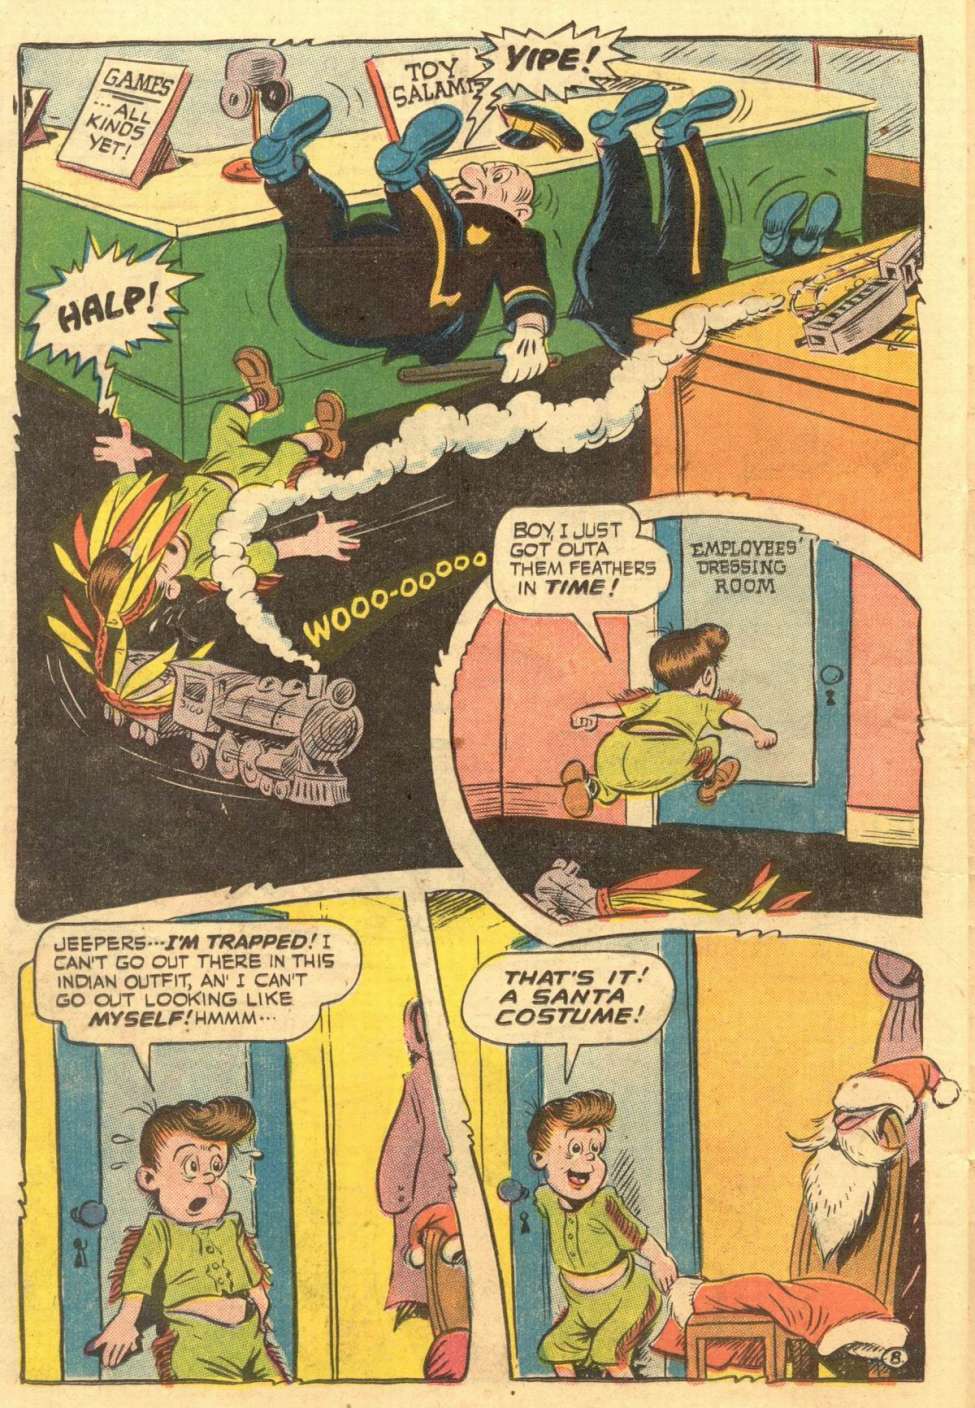 GAMES
...ALL
KINDS
YET!
TOY
SALAMIS
YIPE!
HALP!
WOOO-OOOOO
3100
BOY, I JUST
GOT OUTA
THEM FEATHERS
IN TIME!
EMPLOYEES'
DRESSING
ROOM
JEEPERS... I'M TRAPPED! I
CAN'T GO OUT THERE IN THIS
INDIAN OUTFIT, AN' I CAN'T
GO OUT LOOKING LIKE
MYSELF! HMMM...
THAT'S IT!
A SANTA
COSTUME!
8